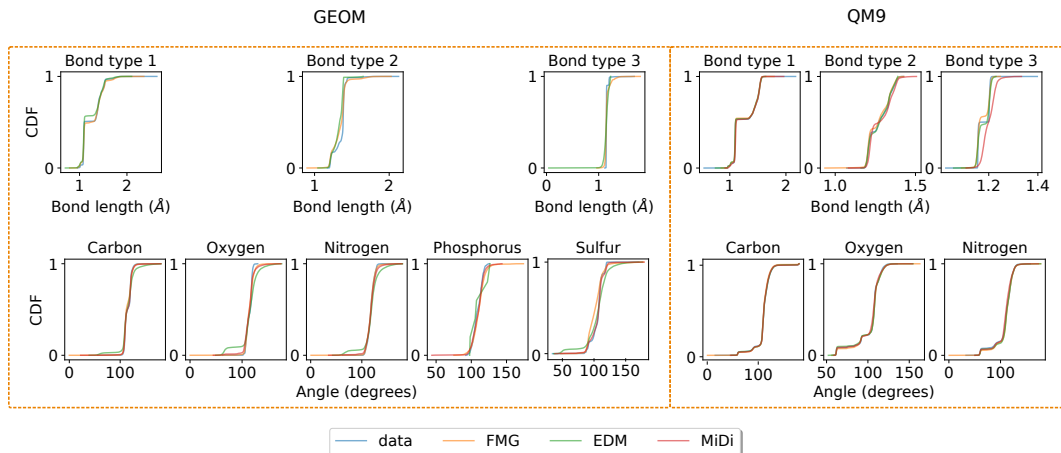 GEOM
QM9
Bond type 1
Bond type 2
Bond type 3
Bond type 1
Bond type 2
Bond type 3
CDF
1
0
1
0
1
0
1
0
1
0
1
0
1 2
1 2
0 1
1 2
1.0 1.5
1.2 1.4
Bond length (Å)
Bond length (Å)
Bond length (Å)
Bond length (Å)
Carbon
Oxygen
Nitrogen
Phosphorus
Sulfur
Carbon
Oxygen
Nitrogen
CDF
1
0
1
0
1
0
1
0
1
0
1
0
1
0
1
0
0 100
0 100
0 100
50 100 150
50 100 150
0 100
50 100 150
0 100
Angle (degrees)
Angle (degrees)
data FMG EDM MiDi